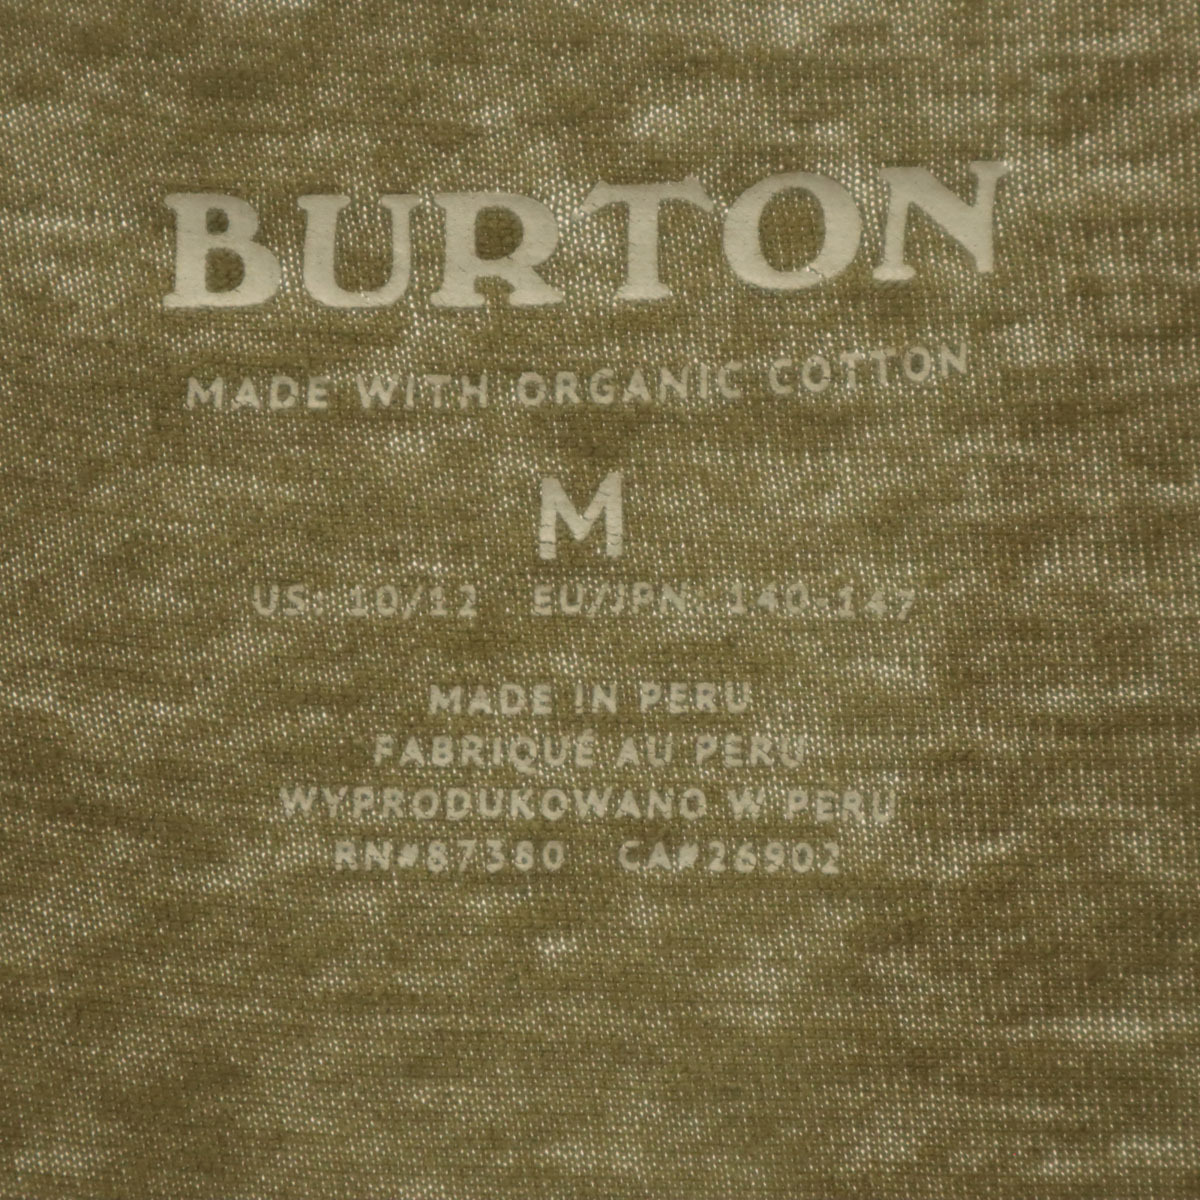 BURTON
MADE WITH ORGANIC COTTON
M
US: 10/12 EU/JPN: 140-147
MADE IN PERU
FABRIQUÉ AU PERU
WYPRODUKOWANO W PERU
RN#87380 CA#26902